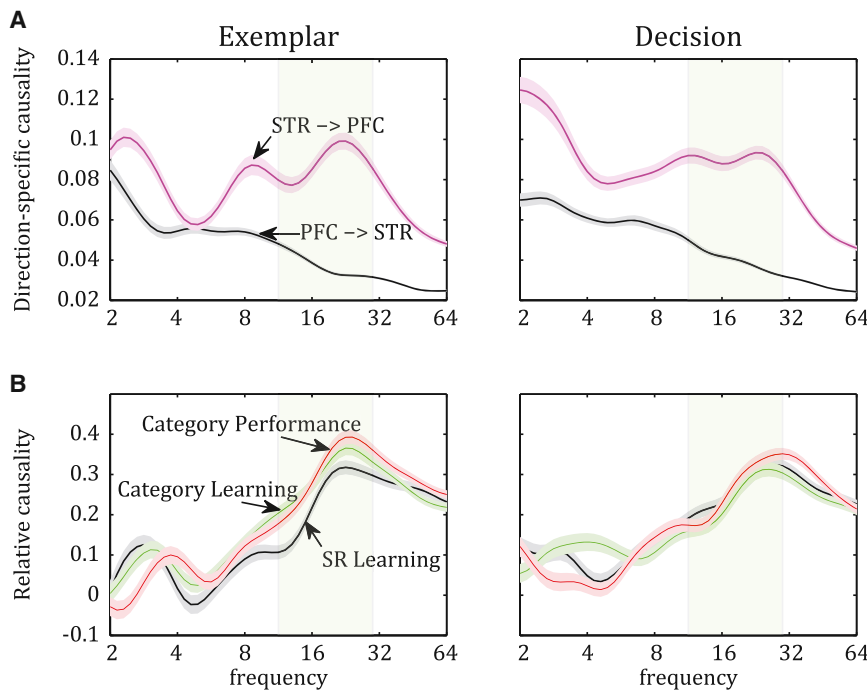 A
Exemplar
Decision
Direction-specific causality
0.14
0.12
0.1
0.08
0.06
0.04
0.02
STR –> PFC
PFC –> STR
2 4 8 16 32 64
2 4 8 16 32 64
B
Relative causality
0.4
0.3
0.2
0.1
0
-0.1
Category Performance
Category Learning
SR Learning
2 4 8 16 32 64
2 4 8 16 32 64
frequency
frequency